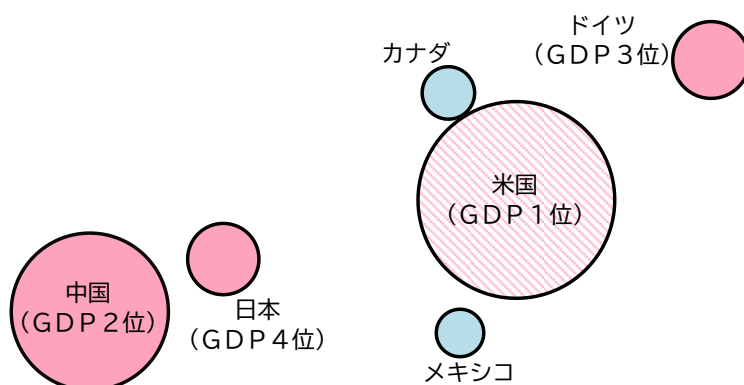 ドイツ
（ＧＤＰ３位）
カナダ
米国
（ＧＤＰ１位）
中国
（ＧＤＰ２位）
日本
（ＧＤＰ４位）
メキシコ